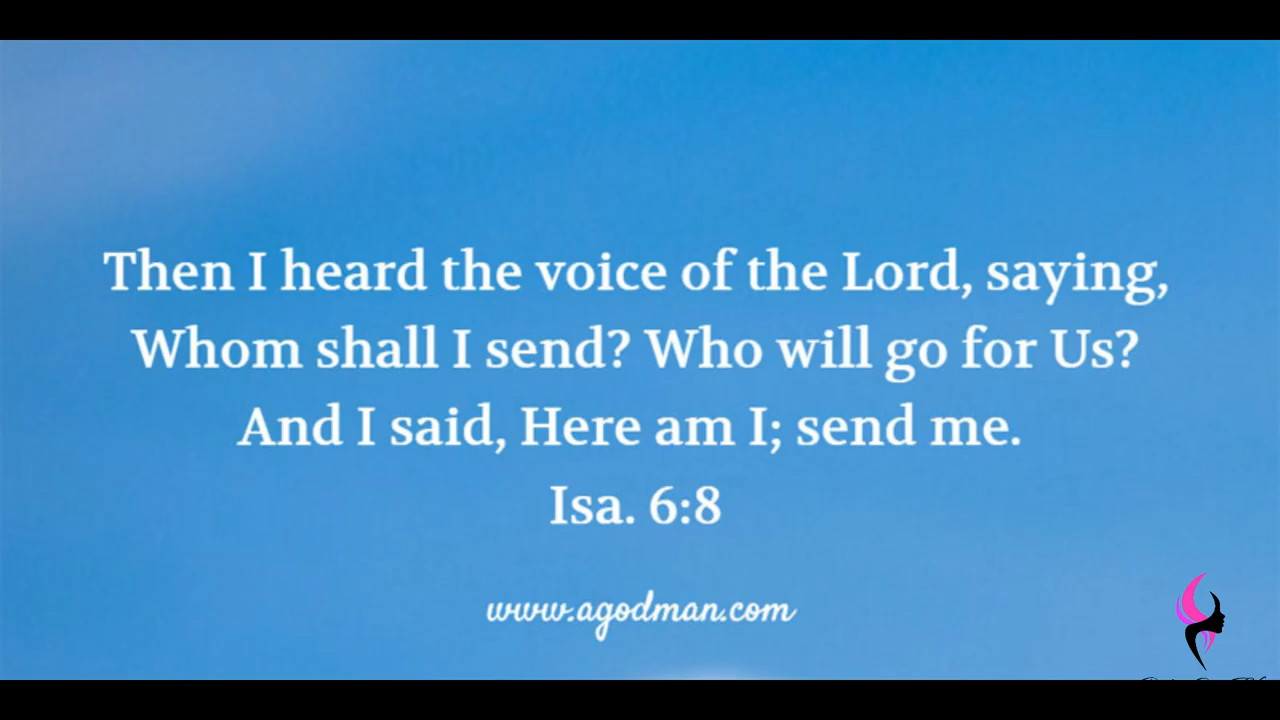 Then I heard the voice of the Lord, saying,
Whom shall I send? Who will go for Us?
And I said, Here am I; send me.
Isa. 6:8
www.agodman.com